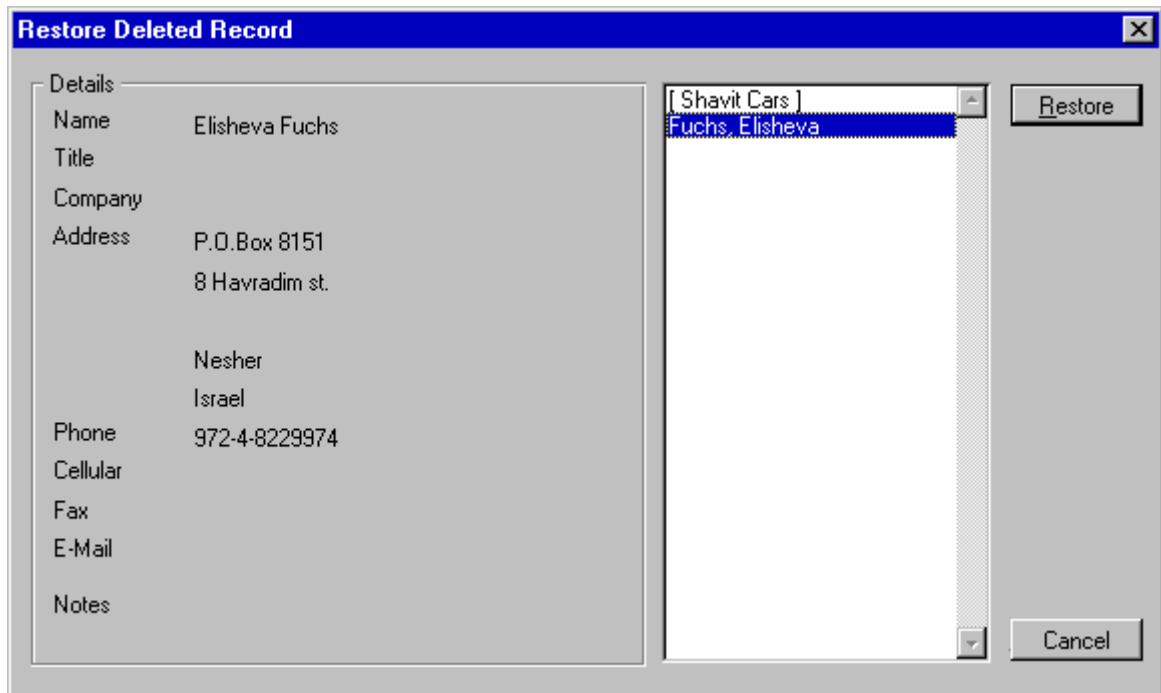 Restore Deleted Record
Details
Name Elisheva Fuchs
Title
Company
Address P.O.Box 8151
8 Havradim st.
Nesher
Israel
Phone 972-4-8229974
Cellular
Fax
E-Mail
Notes
[ Shavit Cars ]
Fuchs, Elisheva
Restore
Cancel